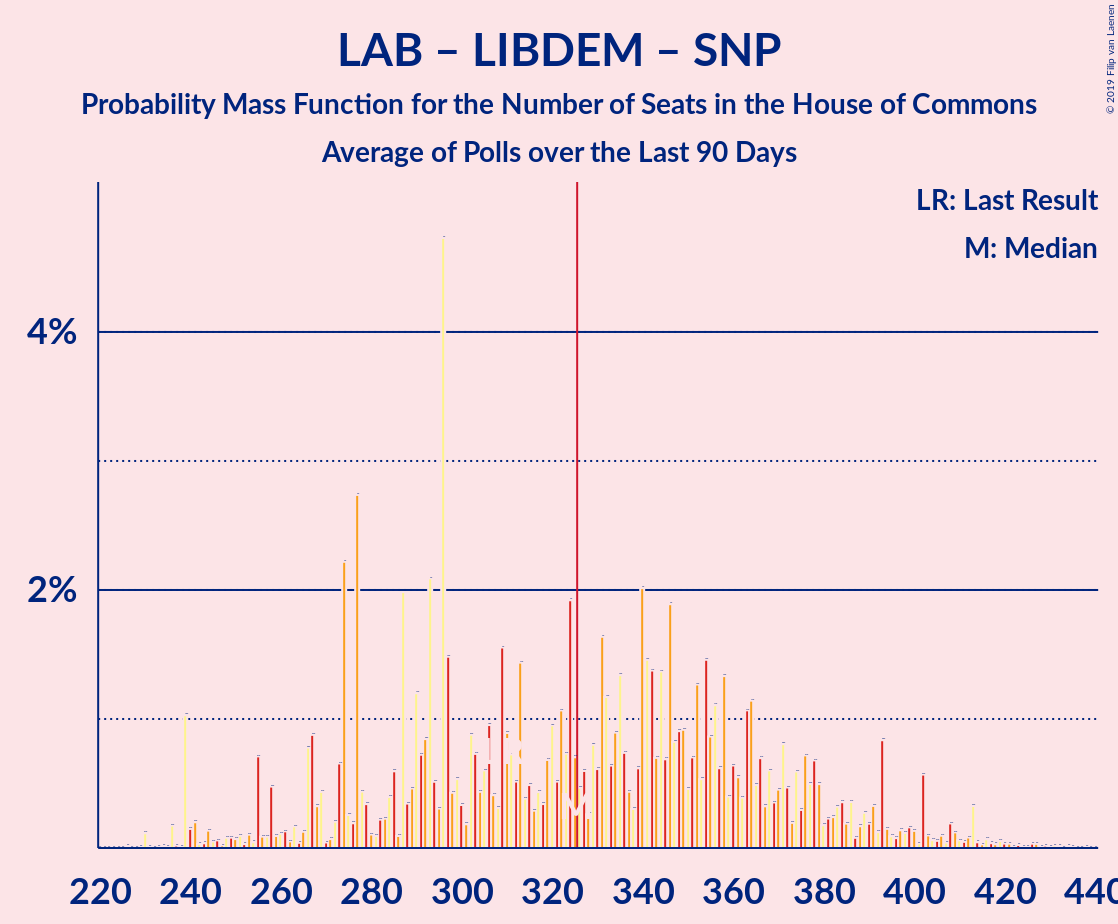 LAB – LIBDEM – SNP
Probability Mass Function for the Number of Seats in the House of Commons
Average of Polls over the Last 90 Days
© 2019 Filip van Laenen
LR: Last Result
M: Median
4%
2%
220 240 260 280 300 320 340 360 380 400 420 440